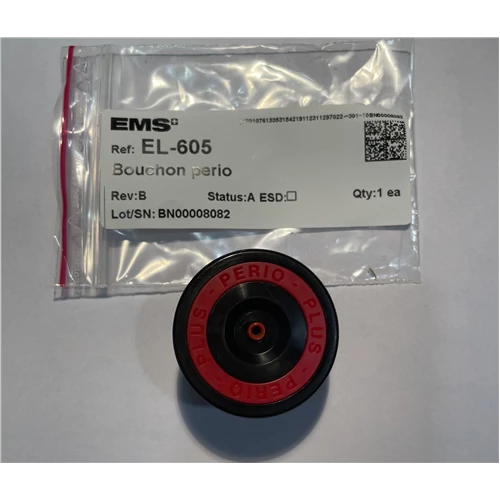 EMS+
Ref: EL-605
Bouchon perio
Rev:B Status:A ESD:☐ Qty:1 ea
Lot/SN: BN00008082
PERIO - PLUS - PERIO - PLUS -